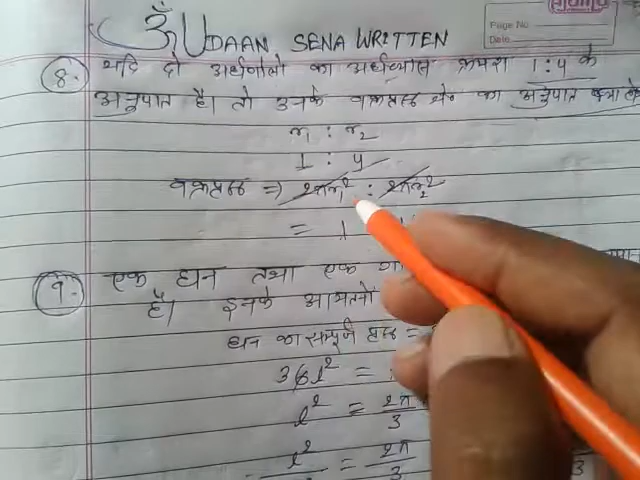 ॐ UDAAN SENA WRITTEN
Page No
Date
8. यदि दो अर्धगोलो का अर्धव्यास क्रमश 1:4 के
अनुपात है। तो उनके वक्रपृष्ठ क्षे० का अनुपात क्या
r₁ : r₂
1 : 4
वक्रपृष्ठ ⇒ 2πr₁² : 2πr₂²
= 1
9. एक घन तथा एक
है। इनके आयतनो
घन का सम्पूर्ण पृष्ठ =
36l² =
l² = 2π/3
l² = 2π/3
3